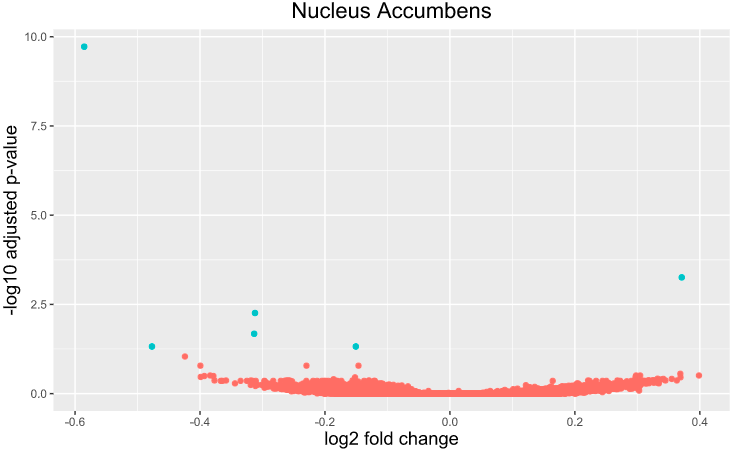 Nucleus Accumbens
10.0
7.5
5.0
2.5
0.0
-log10 adjusted p-value
-0.6 -0.4 -0.2 0.0 0.2 0.4
log2 fold change